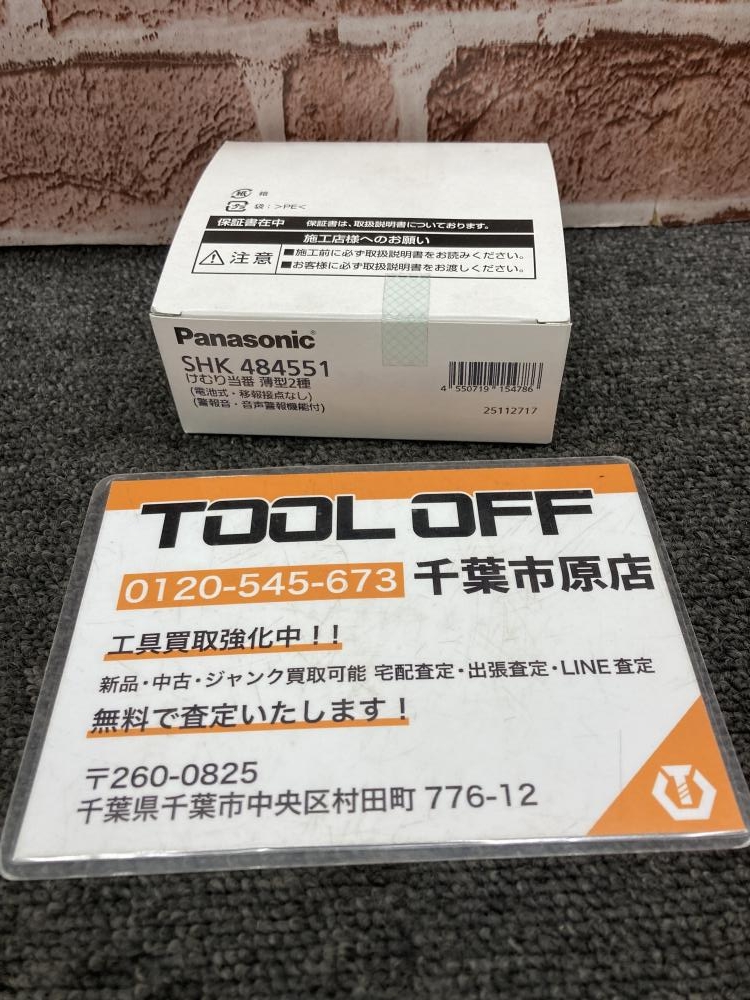 紙 箱
プラ 袋：>PE<
保証書在中 保証書は、取扱説明書についております。
施工店様へのお願い
注意 ■施工前に必ず取扱説明書をお読みください。
■お客様に必ず取扱説明書をお渡しください。
Panasonic®
SHK 484551
けむり当番 薄型2種
(電池式・移報接点なし)
(警報音・音声警報機能付)
4 550719 154786
25112717
TOOL OFF
0120-545-673 千葉市原店
工具買取強化中！！
新品・中古・ジャンク買取可能 宅配査定・出張査定・LINE査定
無料で査定いたします！
〒260-0825
千葉県千葉市中央区村田町 776-12